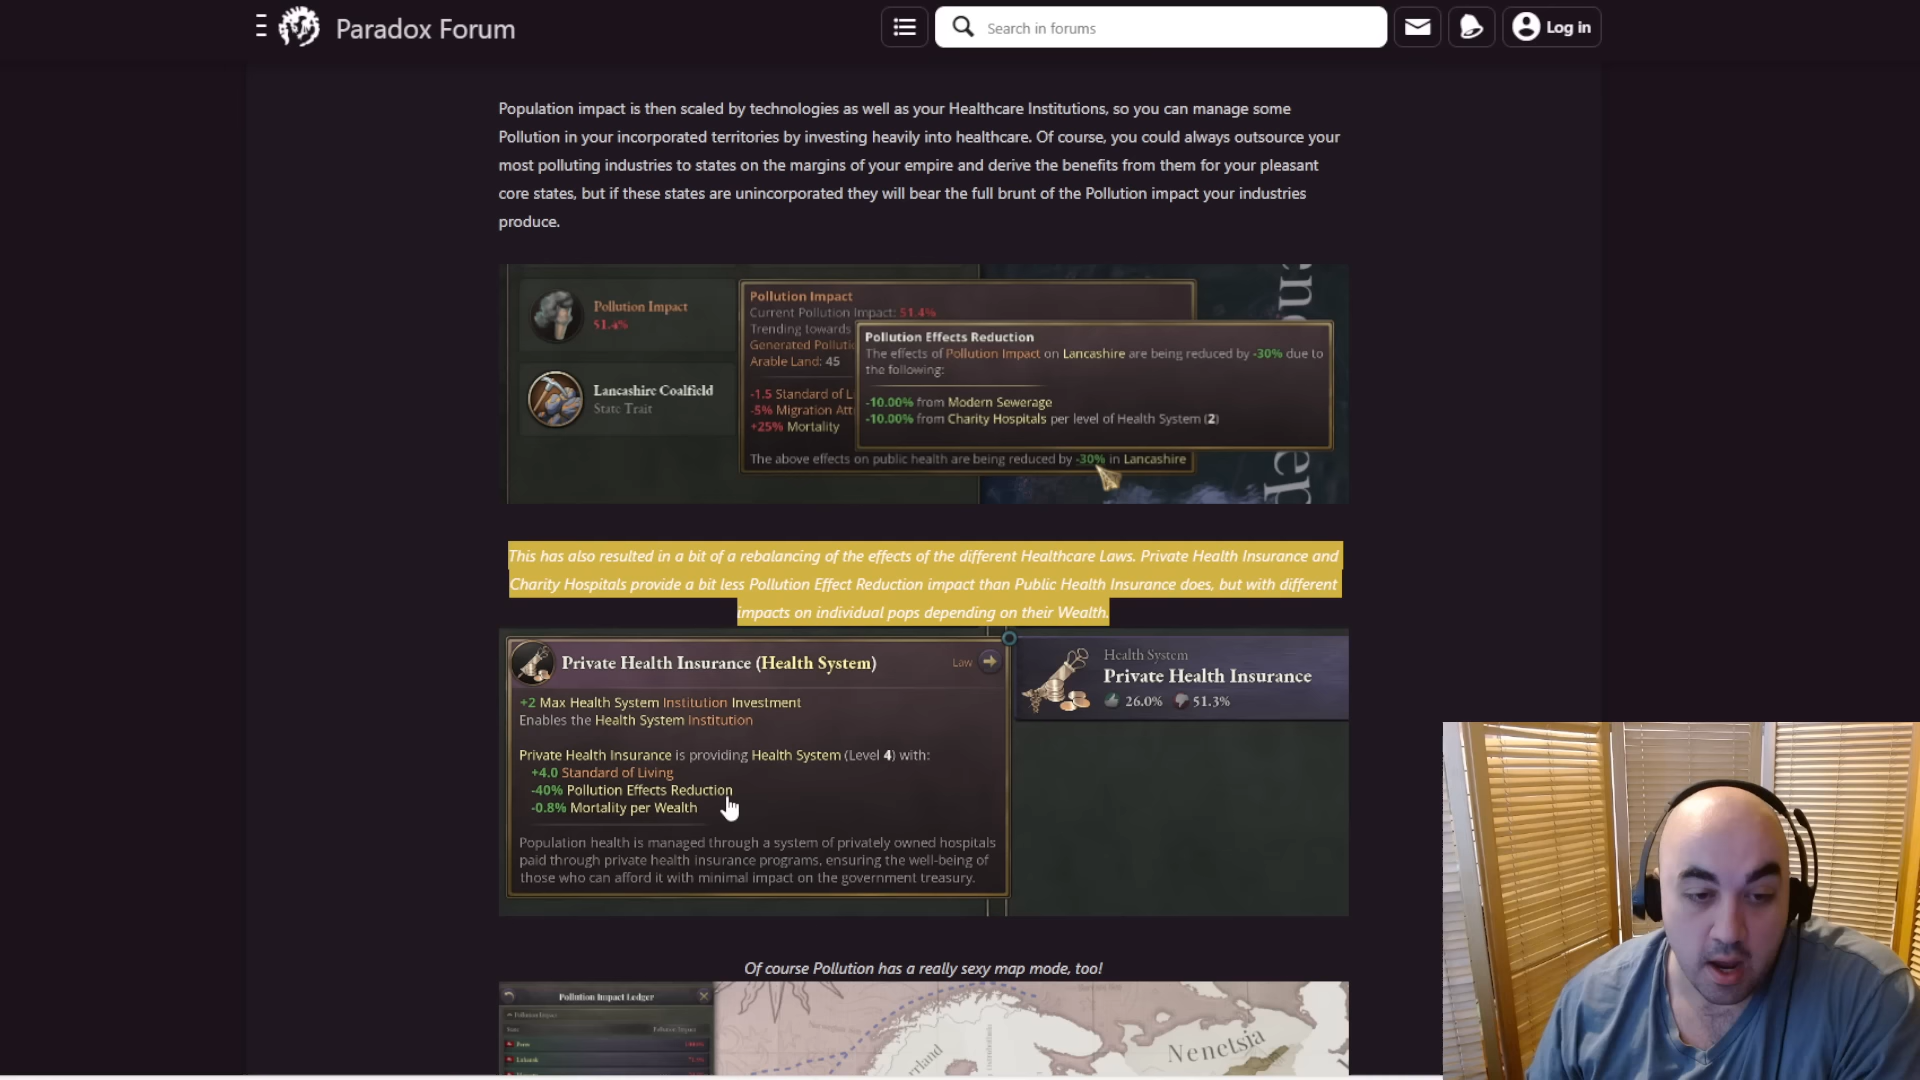 Paradox Forum
Search in forums
Log in
Population impact is then scaled by technologies as well as your Healthcare Institutions, so you can manage some
Pollution in your incorporated territories by investing heavily into healthcare. Of course, you could always outsource your
most polluting industries to states on the margins of your empire and derive the benefits from them for your pleasant
core states, but if these states are unincorporated they will bear the full brunt of the Pollution impact your industries
produce.
Pollution Impact
51.4%
Lancashire Coalfield
State Trait
Pollution Impact
Current Pollution Impact: 51.4%
Trending towards
Generated Polluti
Arable Land: 45
-1.5 Standard of L
-5% Migration Att
+25% Mortality
The above effects on public health are being reduced by -30% in Lancashire
Pollution Effects Reduction
The effects of Pollution Impact on Lancashire are being reduced by -30% due to
the following:
-10.00% from Modern Sewerage
-10.00% from Charity Hospitals per level of Health System (2)
This has also resulted in a bit of a rebalancing of the effects of the different Healthcare Laws. Private Health Insurance and
Charity Hospitals provide a bit less Pollution Effect Reduction impact than Public Health Insurance does, but with different
impacts on individual pops depending on their Wealth.
Private Health Insurance (Health System)
Law
+2 Max Health System Institution Investment
Enables the Health System Institution
Private Health Insurance is providing Health System (Level 4) with:
+4.0 Standard of Living
-40% Pollution Effects Reduction
-0.8% Mortality per Wealth
Population health is managed through a system of privately owned hospitals
paid through private health insurance programs, ensuring the well-being of
those who can afford it with minimal impact on the government treasury.
Health System
Private Health Insurance
26.0% 51.3%
Of course Pollution has a really sexy map mode, too!
Pollution Impact Ledger
Pollution Impact
State
Pollution Impact
Nenetsia